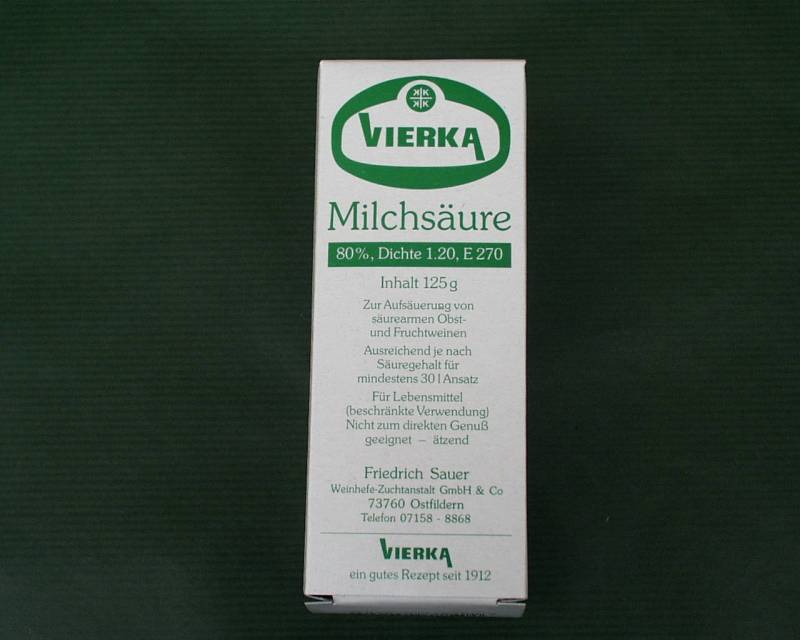 KK
KK
VIERKA
Milchsäure
80%, Dichte 1.20, E 270
Inhalt 125g
Zur Aufsäuerung von
säurearmen Obst-
und Fruchtweinen
Ausreichend je nach
Säuregehalt für
mindestens 30 l Ansatz
Für Lebensmittel
(beschränkte Verwendung)
Nicht zum direkten Genuß
geeignet – ätzend
Friedrich Sauer
Weinhefe-Zuchtanstalt GmbH & Co
73760 Ostfildern
Telefon 07158 - 8868
VIERKA
ein gutes Rezept seit 1912